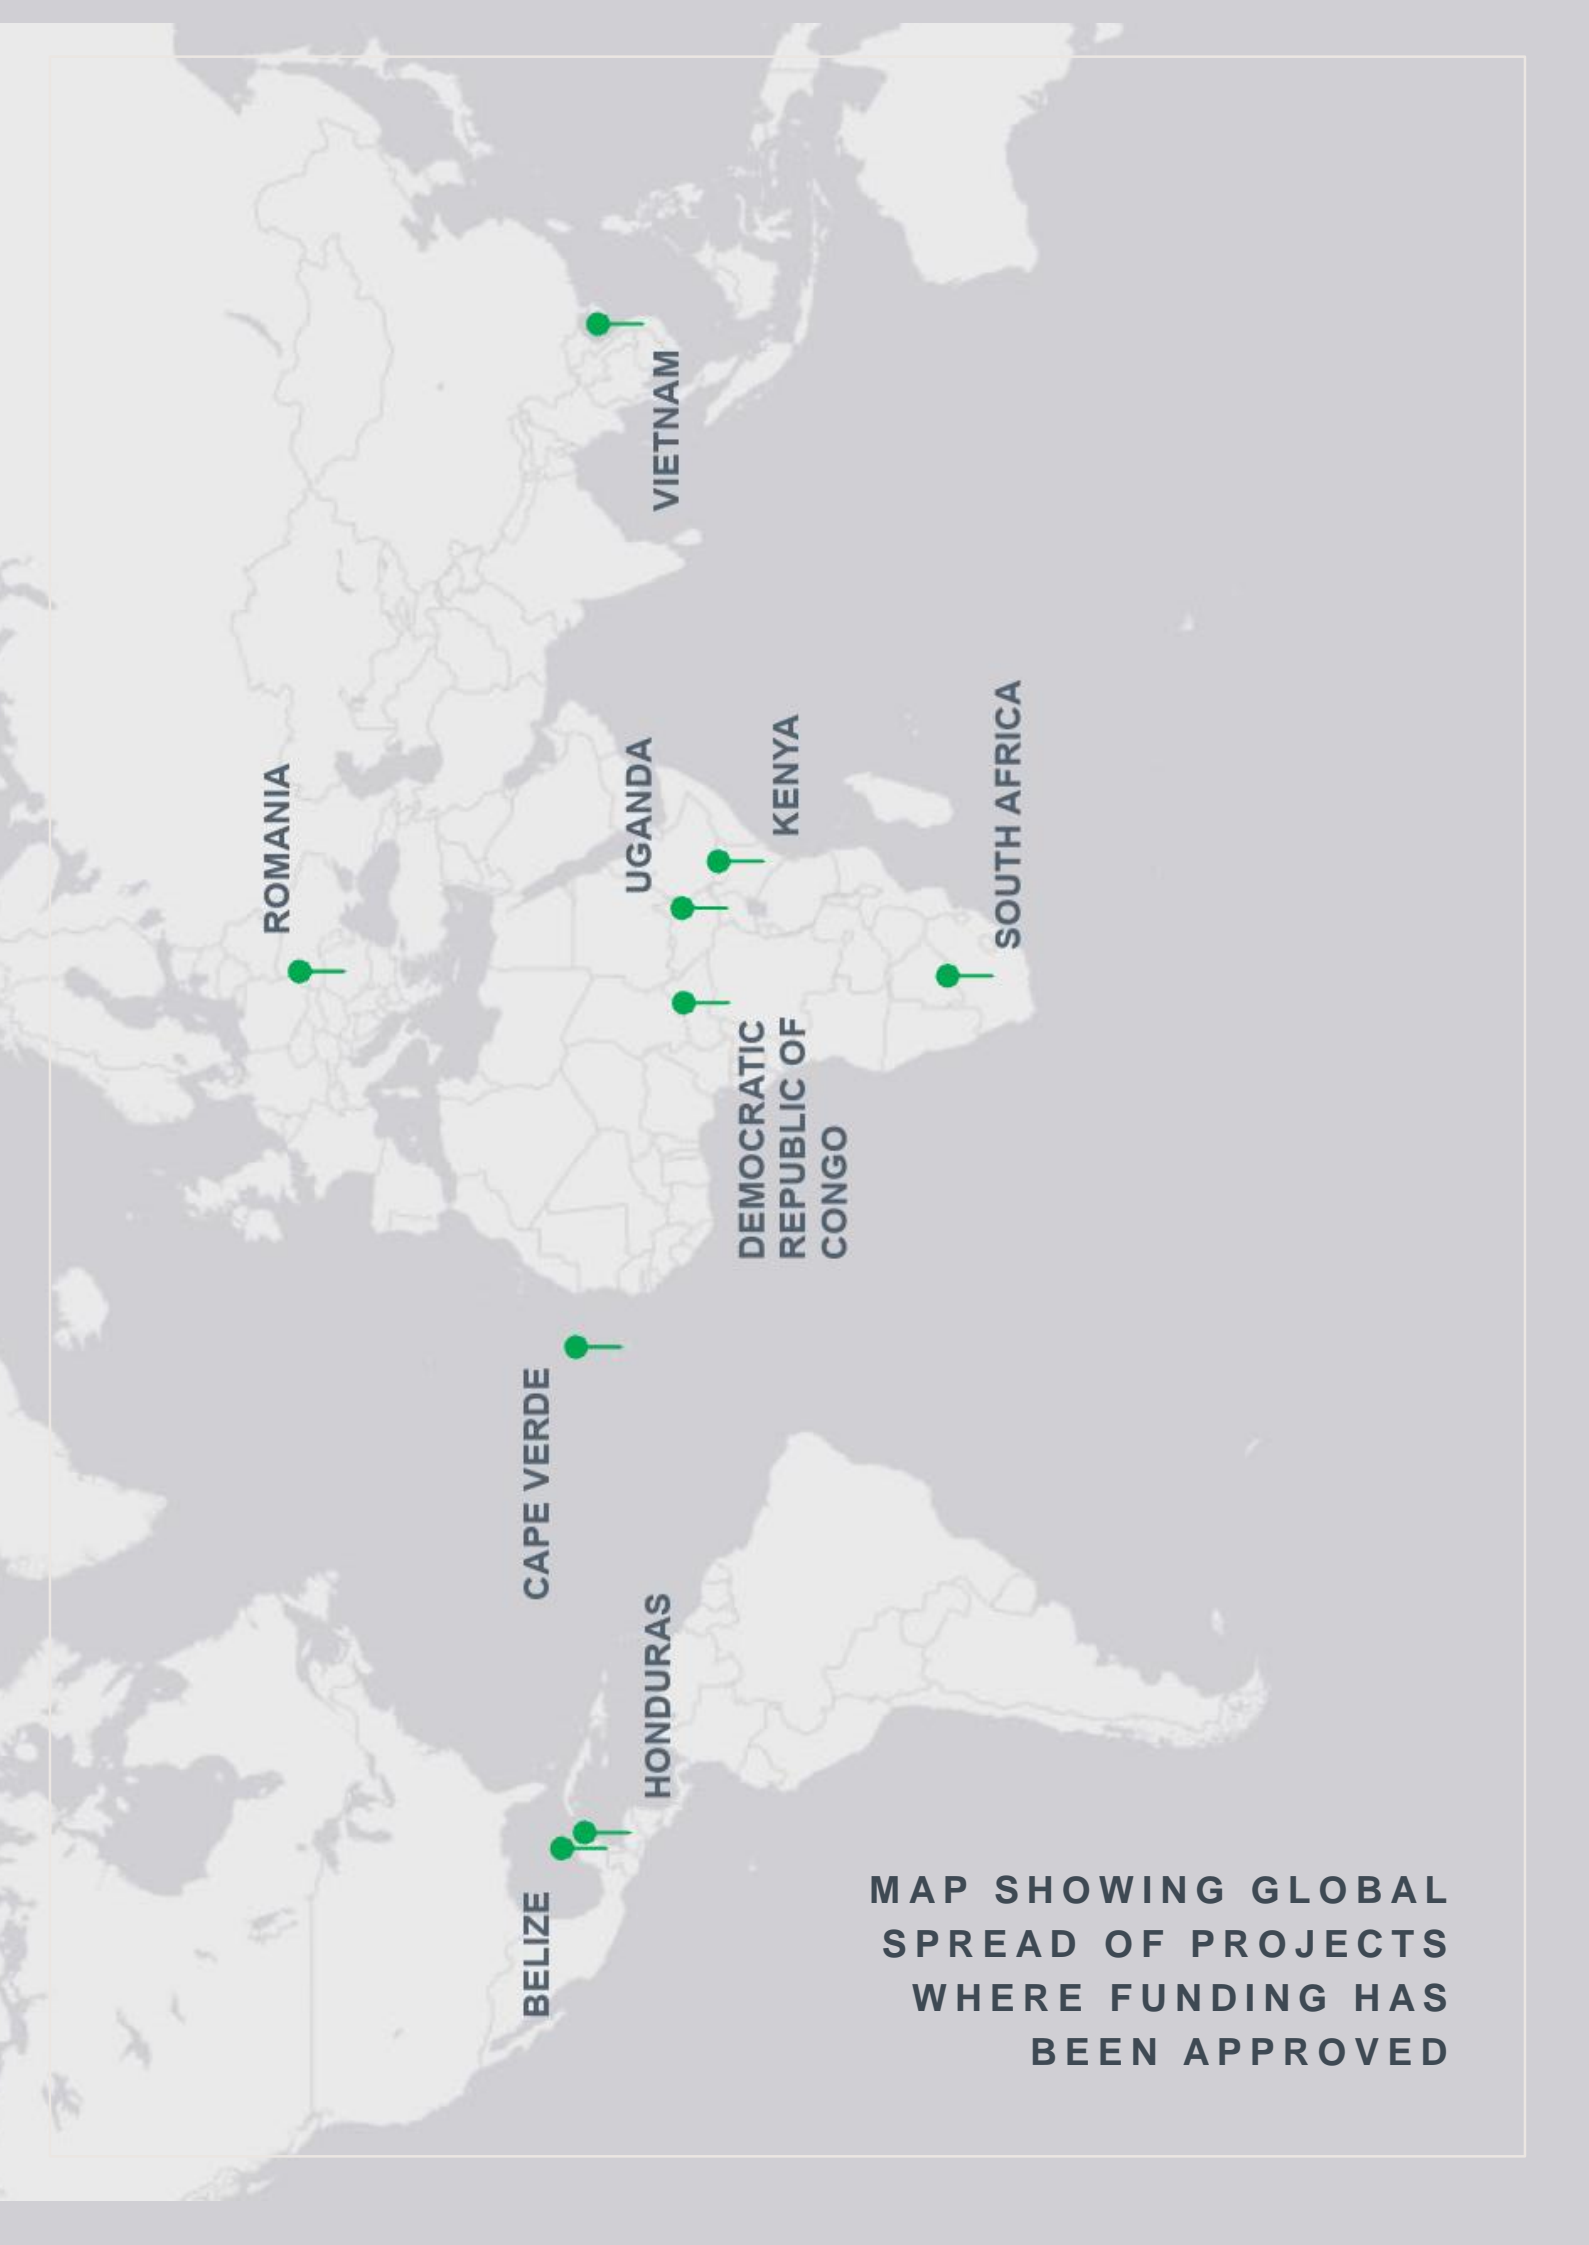 ROMANIA
VIETNAM
UGANDA
KENYA
SOUTH AFRICA
DEMOCRATIC
REPUBLIC OF
CONGO
CAPE VERDE
HONDURAS
BELIZE
MAP SHOWING GLOBAL
SPREAD OF PROJECTS
WHERE FUNDING HAS
BEEN APPROVED